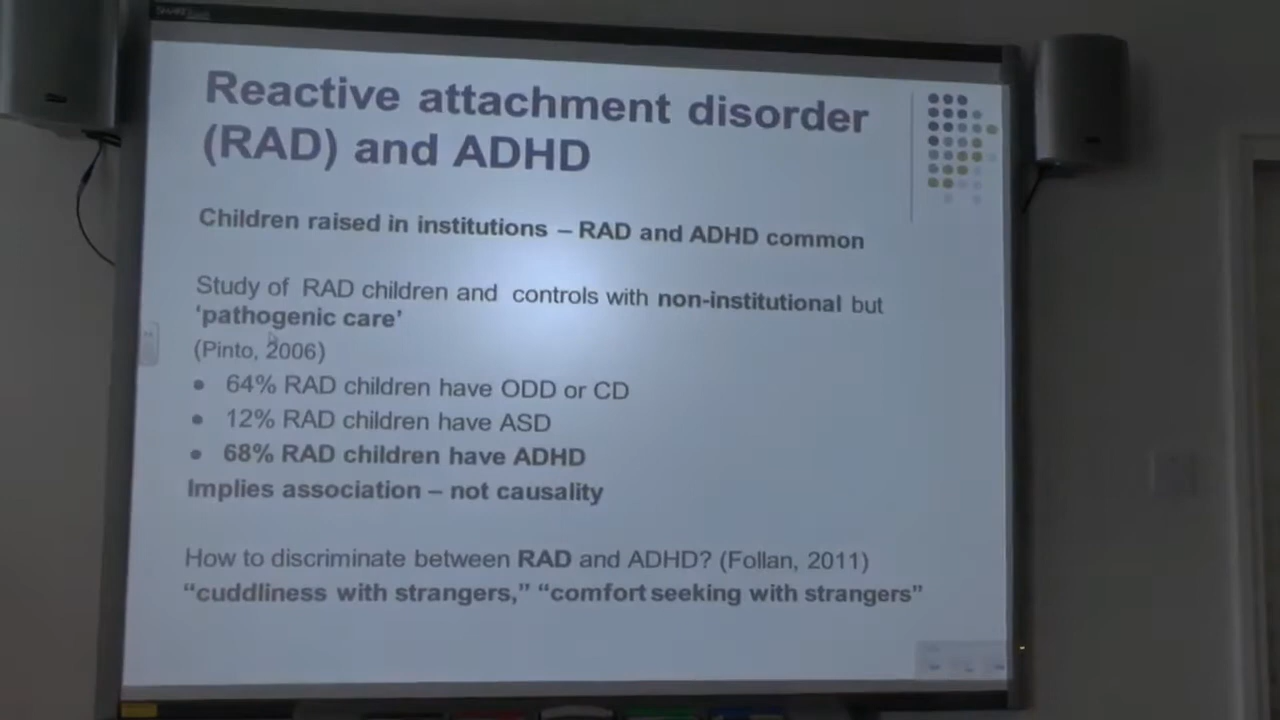 Reactive attachment disorder
(RAD) and ADHD
Children raised in institutions – RAD and ADHD common
Study of RAD children and controls with non-institutional but
‘pathogenic care’
(Pinto, 2006)
• 64% RAD children have ODD or CD
• 12% RAD children have ASD
• 68% RAD children have ADHD
Implies association – not causality
How to discriminate between RAD and ADHD? (Follan, 2011)
“cuddliness with strangers,” “comfort seeking with strangers”